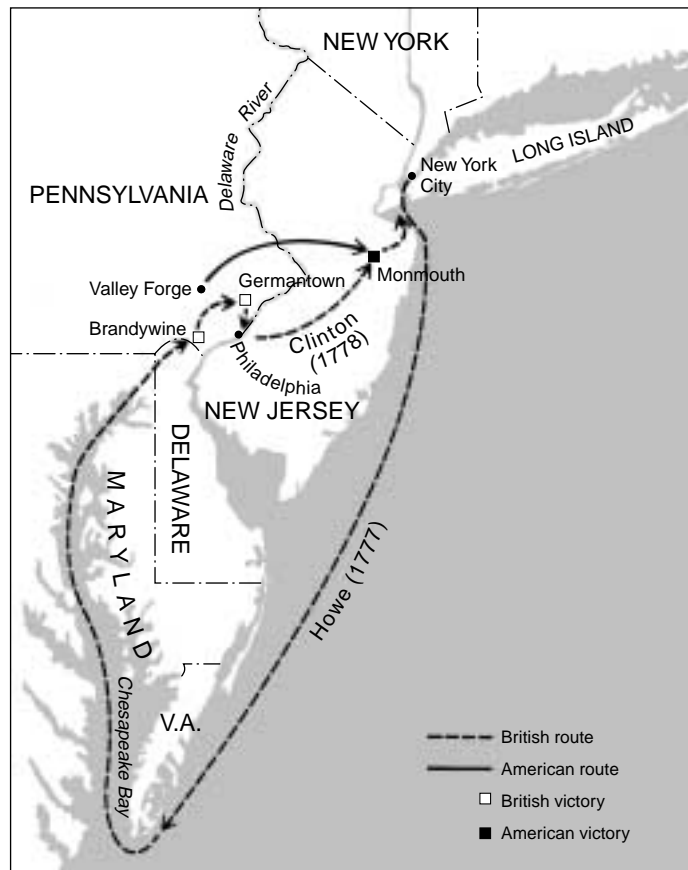 NEW YORK
Delaware River
LONG ISLAND
New York
City
PENNSYLVANIA
Valley Forge
Germantown
Monmouth
Brandywine
Philadelphia
Clinton
(1778)
NEW JERSEY
DELAWARE
MARYLAND
Howe (1777)
Chesapeake Bay
V.A.
British route
American route
British victory
American victory